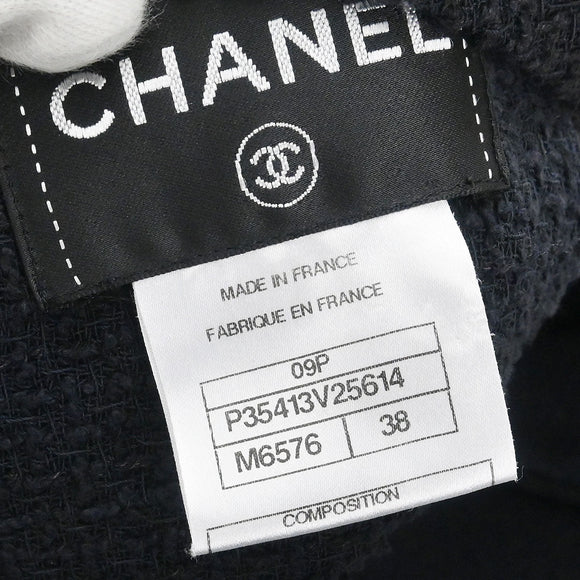 CHANEL
MADE IN FRANCE
FABRIQUE EN FRANCE
09P
P35413V25614
M6576 38
COMPOSITION